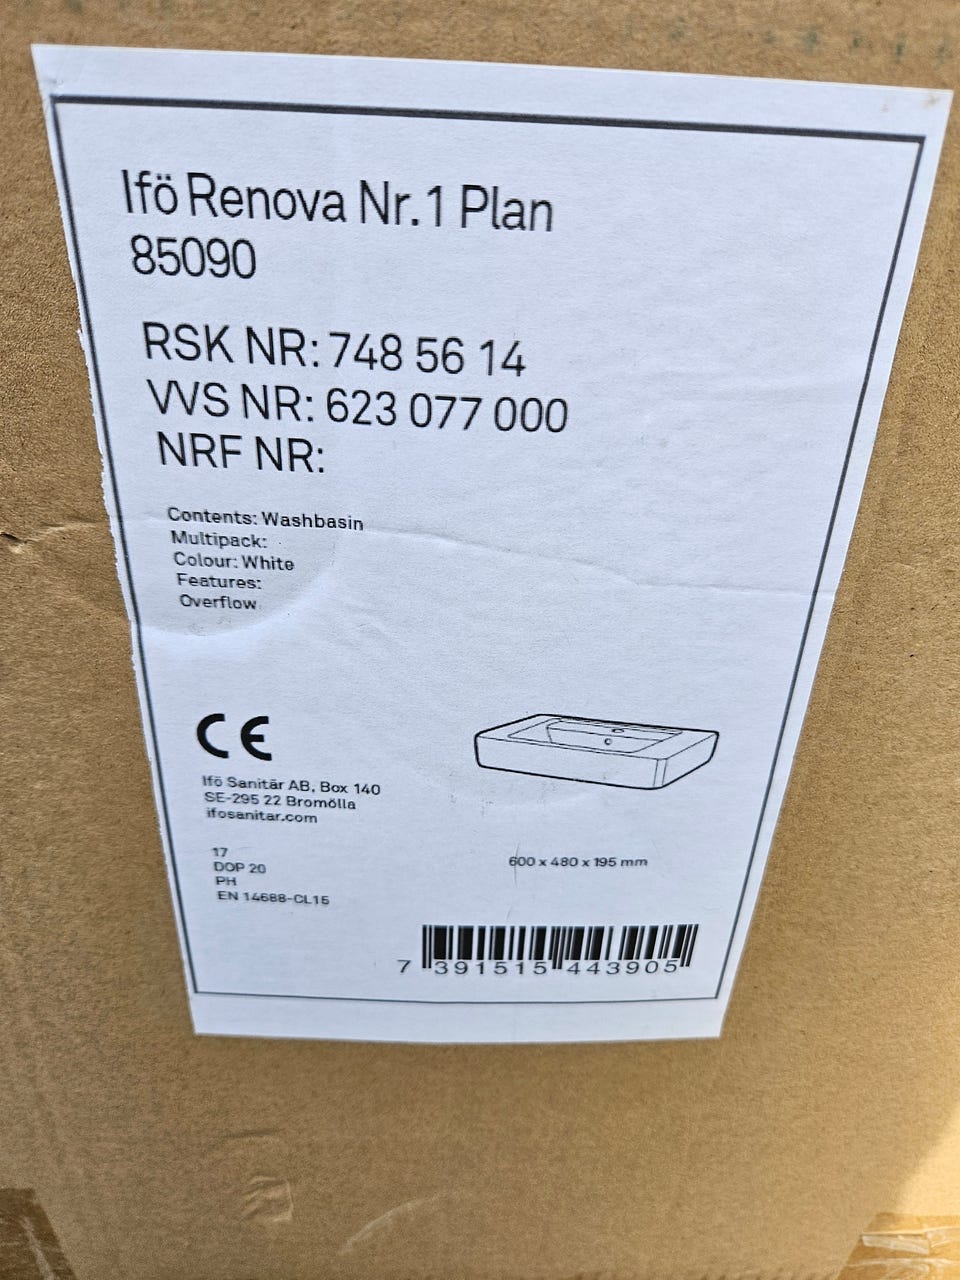 Ifö Renova Nr.1 Plan
85090
RSK NR: 748 56 14
VVS NR: 623 077 000
NRF NR:
Contents: Washbasin
Multipack:
Colour: White
Features:
Overflow
CE
Ifö Sanitär AB, Box 140
SE-295 22 Bromölla
ifosanitar.com
17
DOP 20
PH
EN 14688-CL15
600 x 480 x 195 mm
7 391515 443905